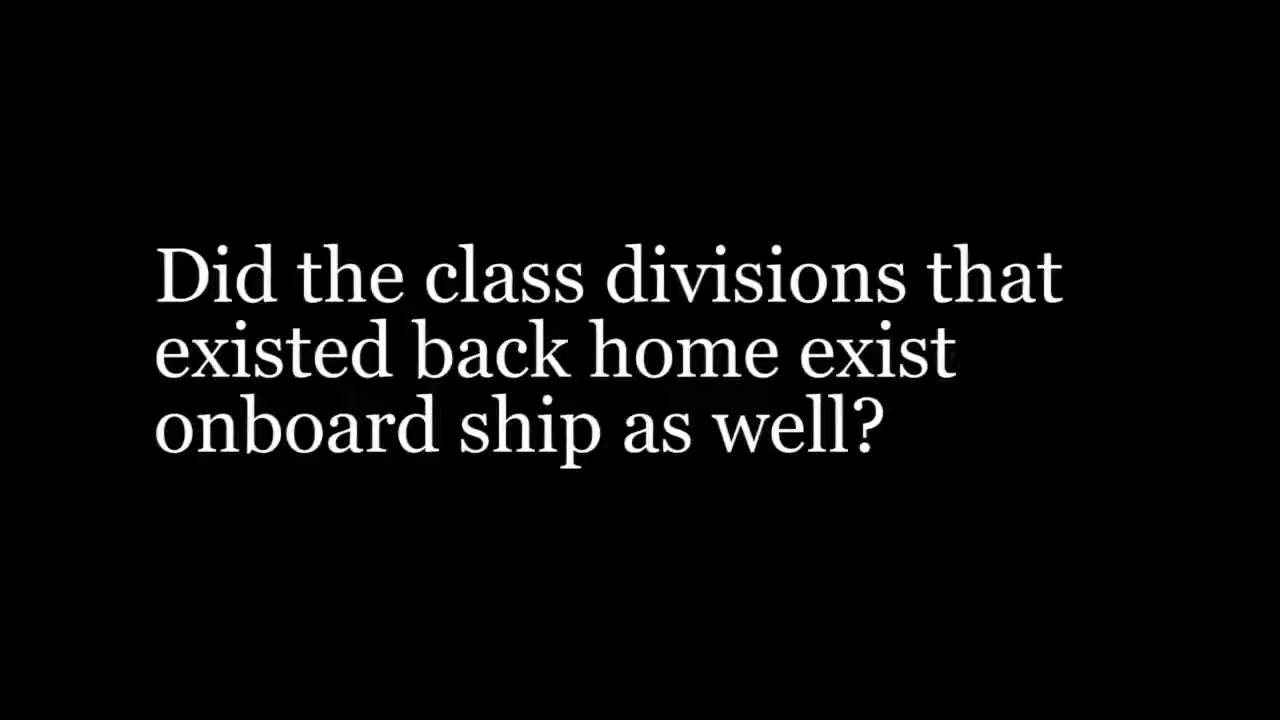 Did the class divisions that
existed back home exist
onboard ship as well?